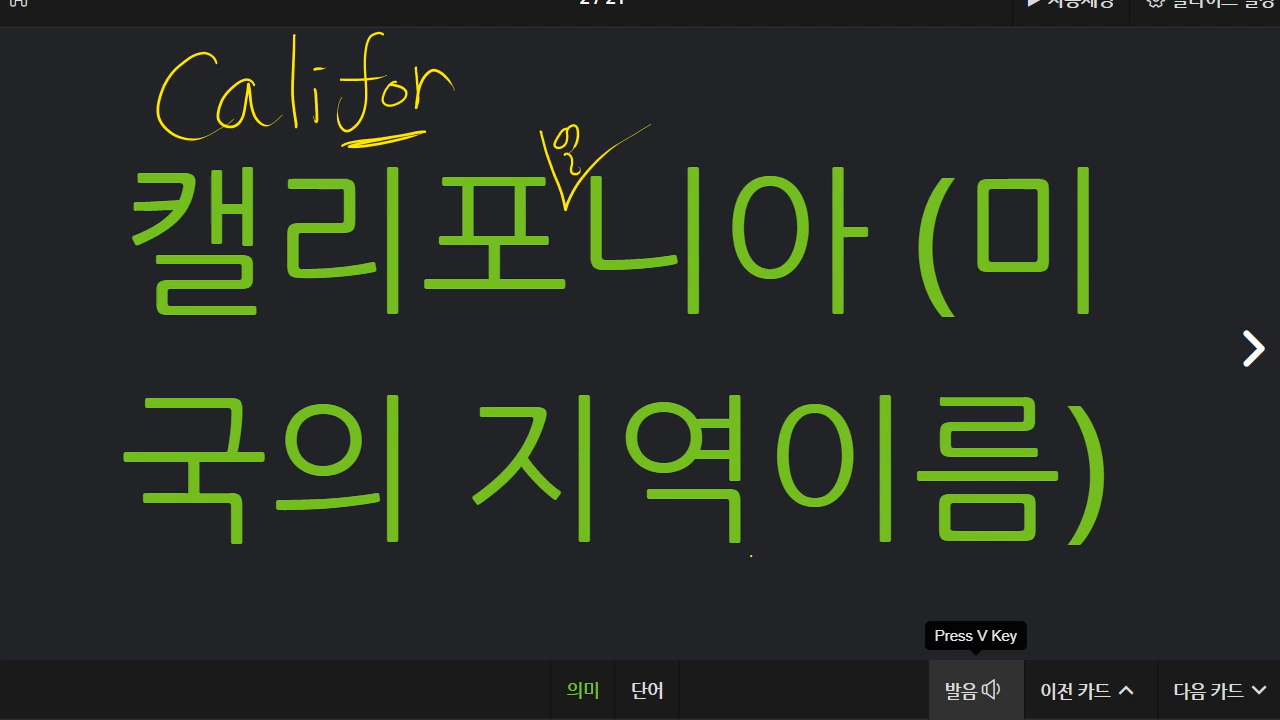 Califor
얼
캘리포니아 (미
국의 지역이름)
Press V Key
의미 단어 발음 이전 카드 다음 카드